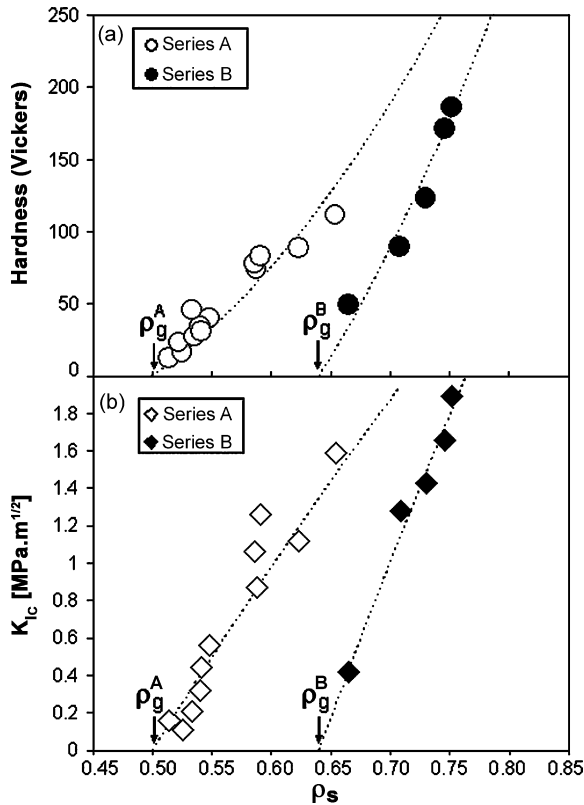 (a)
Series A
Series B
Hardness (Vickers)
250
200
150
100
50
0
ρgA
ρgB
(b)
Series A
Series B
KIc [MPa.m1/2]
1.8
1.6
1.4
1.2
1
0.8
0.6
0.4
0.2
0
ρgA
ρgB
0.45 0.50 0.55 0.60 0.65 0.70 0.75 0.80 0.85
ρs